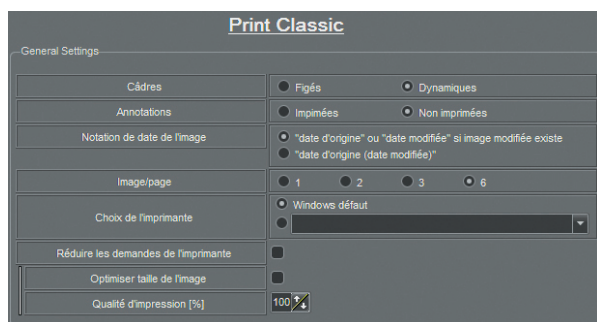 Print Classic
General Settings
Câdres Figés Dynamiques
Annotations Impimées Non imprimées
Notation de date de l'image "date d'origine" ou "date modifiée" si image modifiée existe
"date d'origine (date modifiée)"
Image/page 1 2 3 6
Choix de l'imprimante Windows défaut
Réduire les demandes de l'imprimante
Optimiser taille de l'image
Qualité d'impression [%] 100